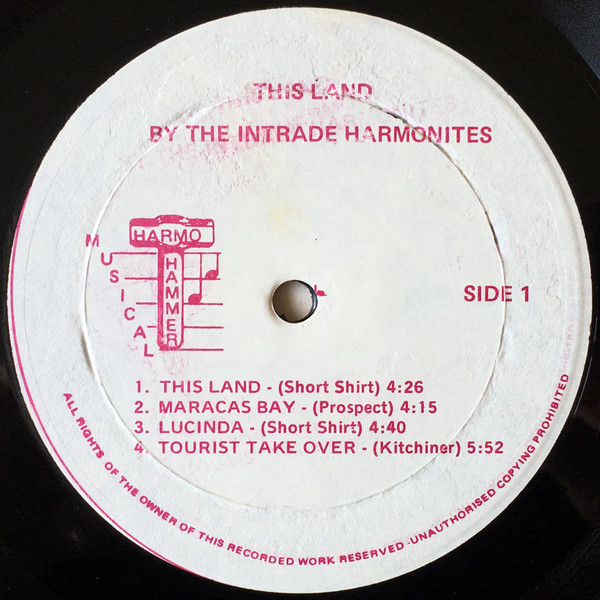 THIS LAND
BY THE INTRADE HARMONITES
HARMO
HAMMER
MUSICAL
SIDE 1
1. THIS LAND - (Short Shirt) 4:26
2. MARACAS BAY - (Prospect) 4:15
3. LUCINDA - (Short Shirt) 4:40
4. TOURIST TAKE OVER - (Kitchiner) 5:52
ALL RIGHTS OF THE OWNER OF THIS RECORDED WORK RESERVED -UNAUTHORISED COPYING PROHIBITED